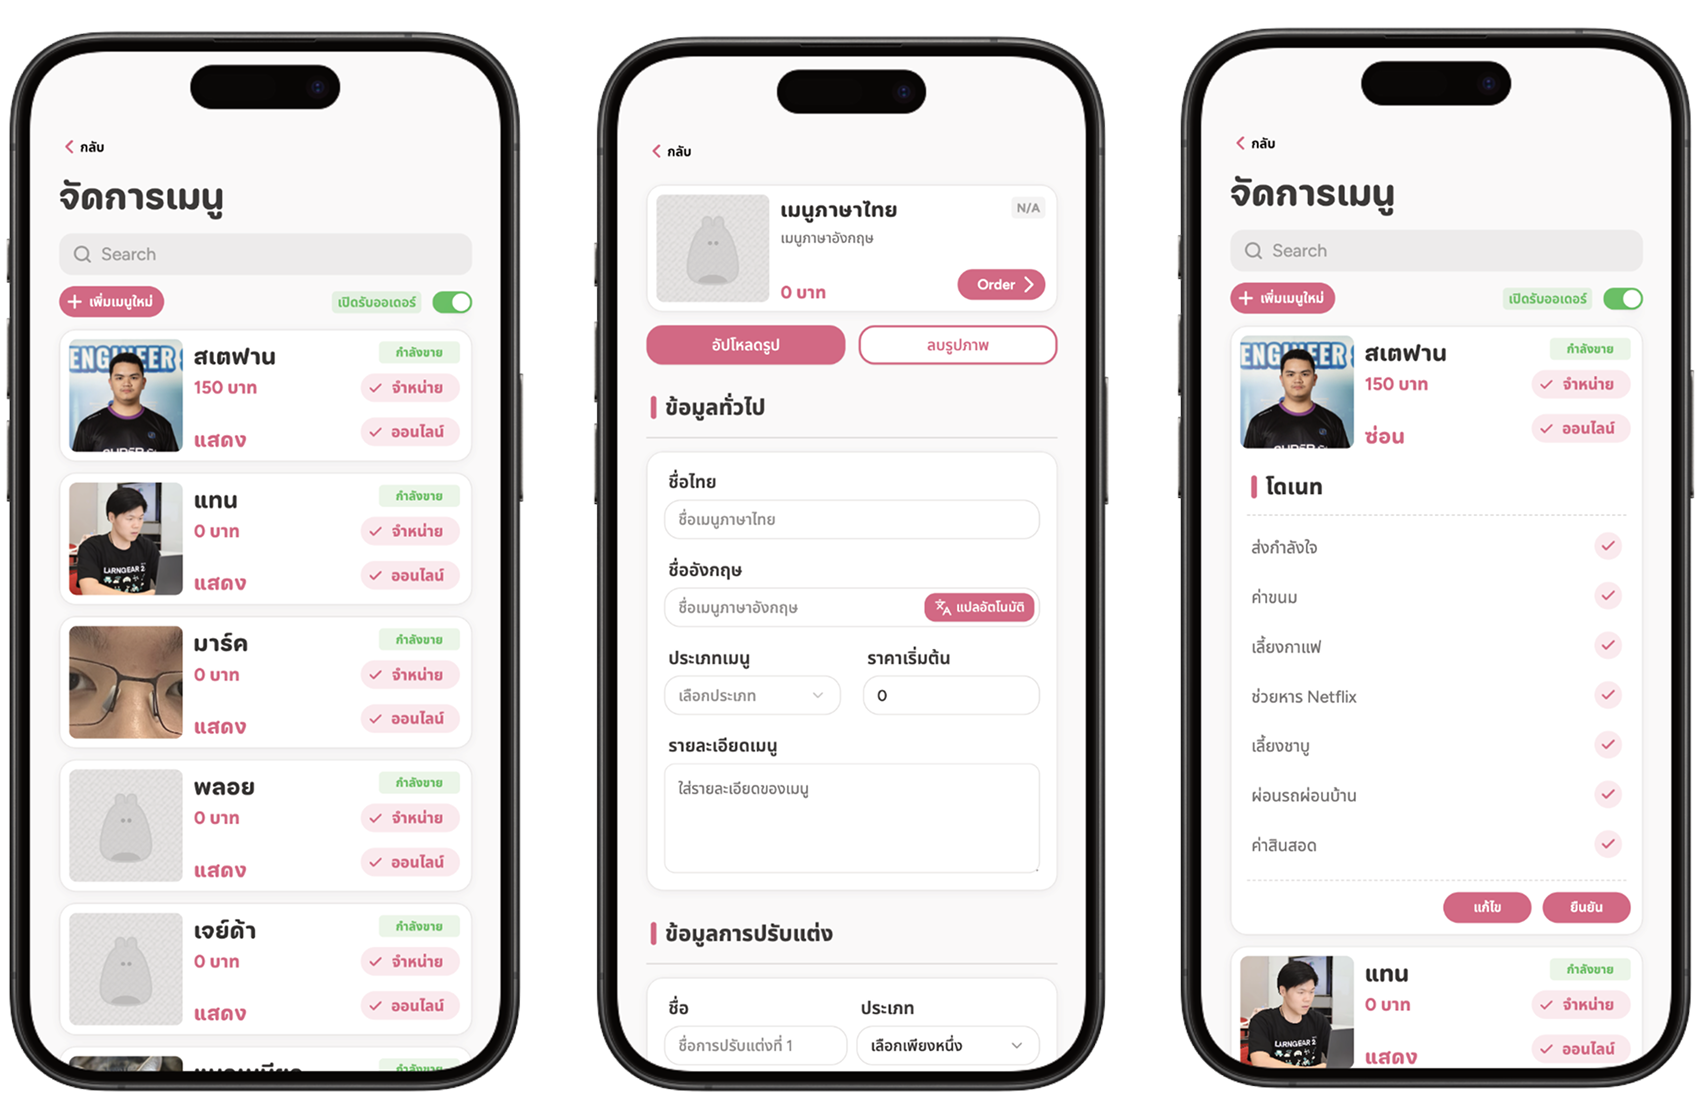 กลับ
จัดการเมนู
Search
เพิ่มเมนูใหม่ เปิดรับออเดอร์
ENGINEER
สเตฟาน กำลังขาย
150 บาท จำหน่าย
แสดง ออนไลน์
แทน กำลังขาย
0 บาท จำหน่าย
LARNGEAR 2
แสดง ออนไลน์
มาร์ค กำลังขาย
0 บาท จำหน่าย
แสดง ออนไลน์
พลอย กำลังขาย
0 บาท จำหน่าย
แสดง ออนไลน์
เจย์ด้า กำลังขาย
0 บาท จำหน่าย
แสดง ออนไลน์
กำลังขาย
กลับ
เมนูภาษาไทย N/A
เมนูภาษาอังกฤษ
0 บาท Order
อัปโหลดรูป ลบรูปภาพ
ข้อมูลทั่วไป
ชื่อไทย
ชื่อเมนูภาษาไทย
ชื่ออังกฤษ
ชื่อเมนูภาษาอังกฤษ แปลอัตโนมัติ
ประเภทเมนู ราคาเริ่มต้น
เลือกประเภท 0
รายละเอียดเมนู
ใส่รายละเอียดของเมนู
ข้อมูลการปรับแต่ง
ชื่อ ประเภท
ชื่อการปรับแต่งที่ 1 เลือกเพียงหนึ่ง
กลับ
จัดการเมนู
Search
เพิ่มเมนูใหม่ เปิดรับออเดอร์
ENGINEER
สเตฟาน กำลังขาย
150 บาท จำหน่าย
ซ่อน ออนไลน์
โดเนท
ส่งกำลังใจ
ค่าขนม
เลี้ยงกาแฟ
ช่วยหาร Netflix
เลี้ยงชาบู
ผ่อนรถผ่อนบ้าน
ค่าสินสอด
แก้ไข ยืนยัน
แทน กำลังขาย
0 บาท จำหน่าย
LARNGEAR 2
แสดง ออนไลน์